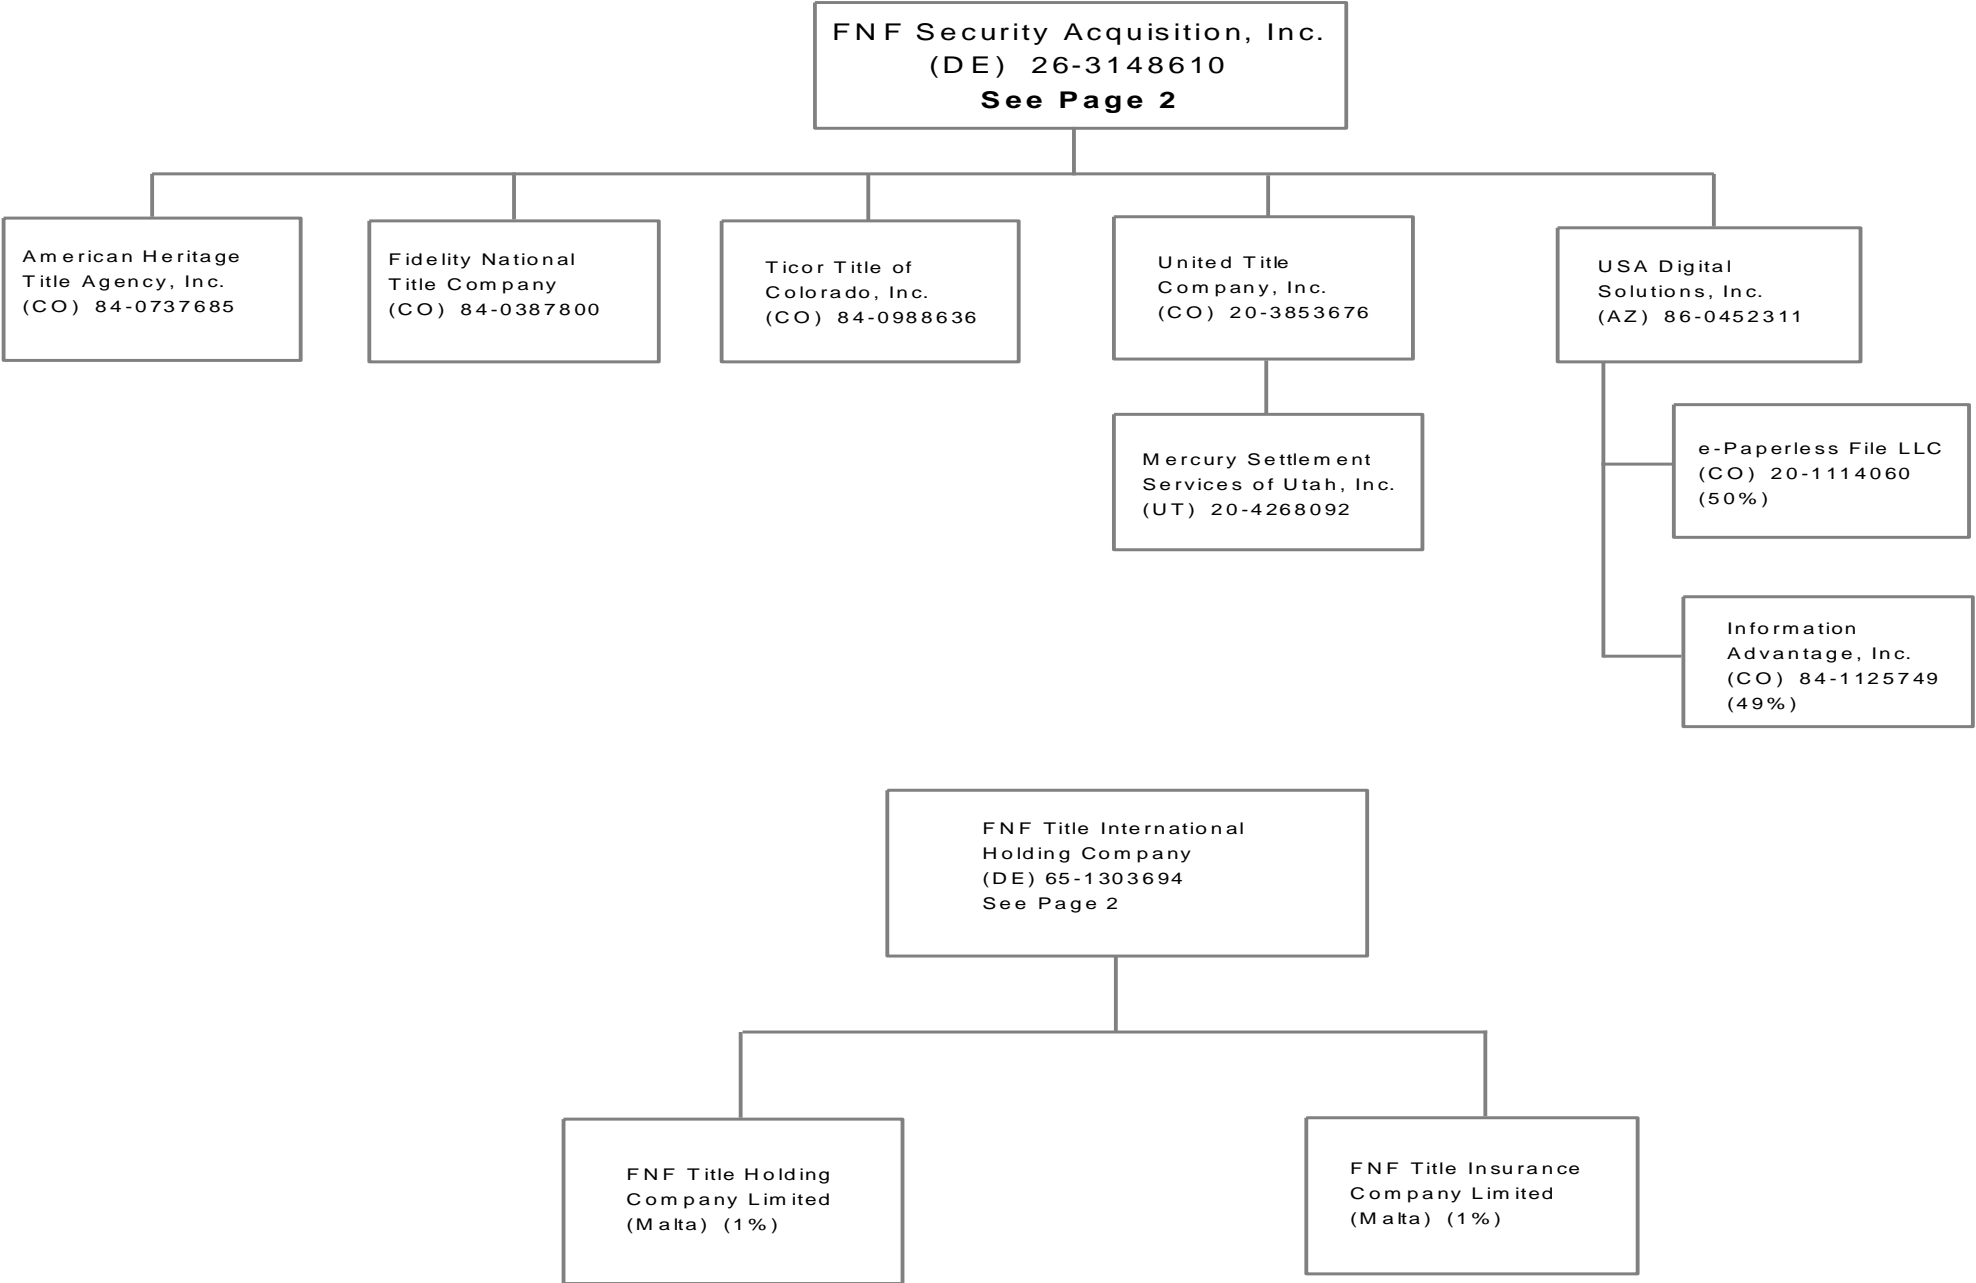 FNF Security Acquisition, Inc.
(DE) 26-3148610
See Page 2
American Heritage
Title Agency, Inc.
(CO) 84-0737685
Fidelity National
Title Company
(CO) 84-0387800
Ticor Title of
Colorado, Inc.
(CO) 84-0988636
United Title
Company, Inc.
(CO) 20-3853676
USA Digital
Solutions, Inc.
(AZ) 86-0452311
Mercury Settlement
Services of Utah, Inc.
(UT) 20-4268092
e-Paperless File LLC
(CO) 20-1114060
(50%)
Information
Advantage, Inc.
(CO) 84-1125749
(49%)
FNF Title International
Holding Company
(DE) 65-1303694
See Page 2
FNF Title Holding
Company Limited
(Malta) (1%)
FNF Title Insurance
Company Limited
(Malta) (1%)